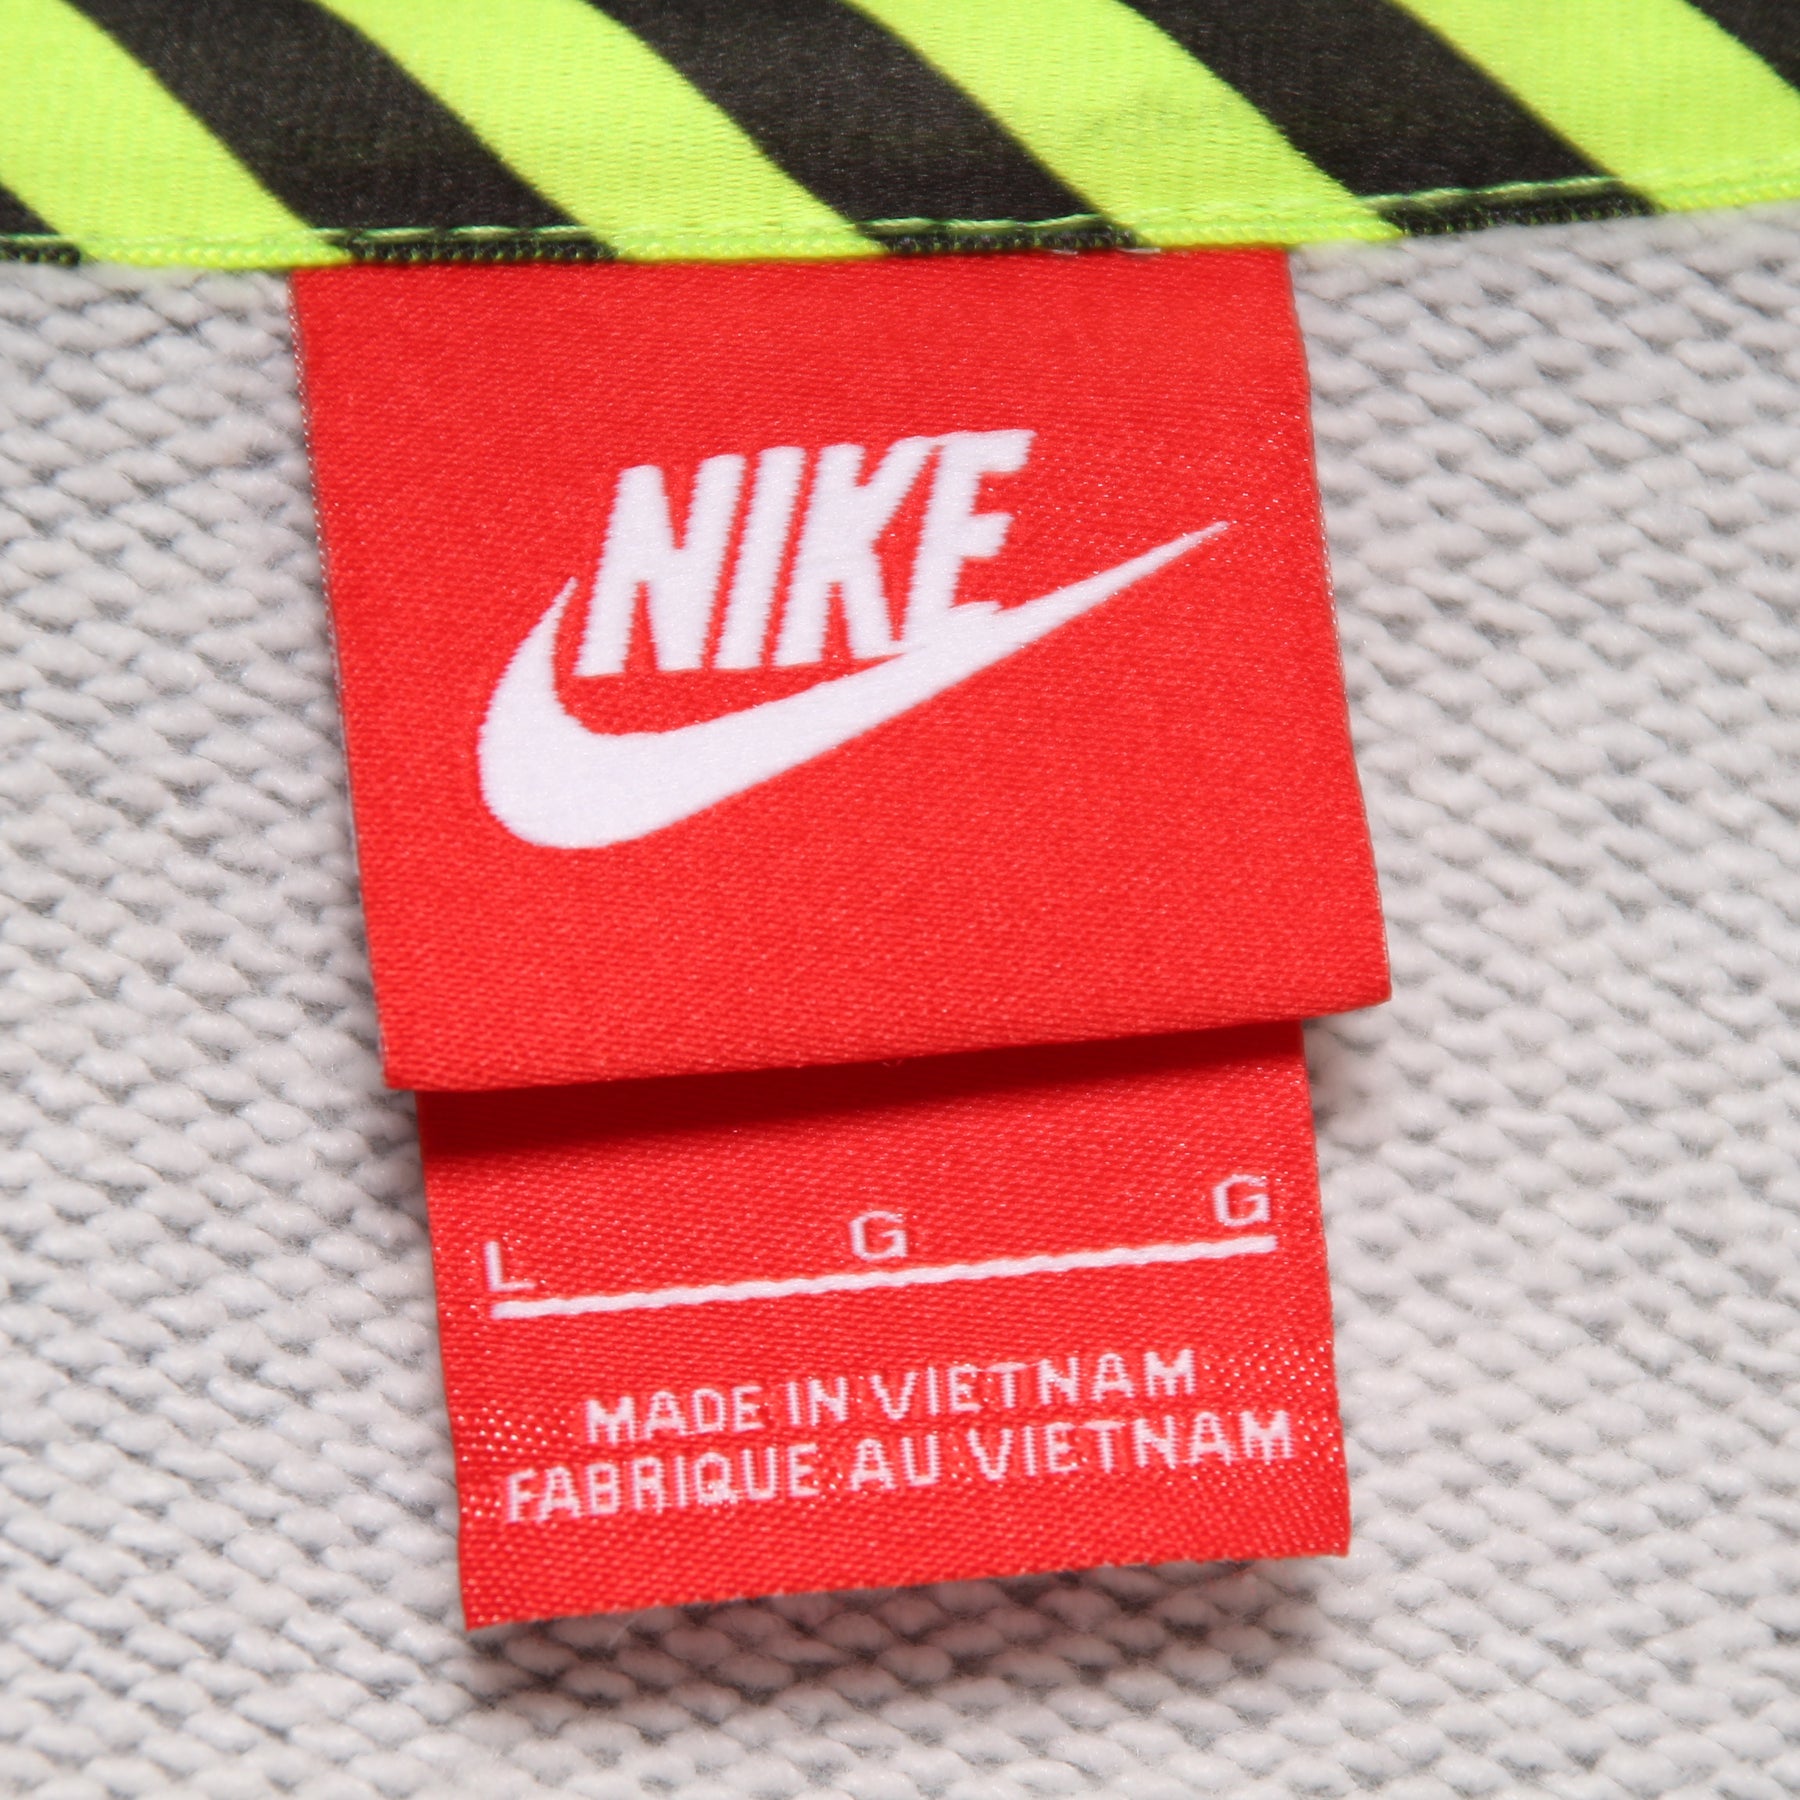 NIKE
L G G
MADE IN VIETNAM
FABRIQUE AU VIETNAM